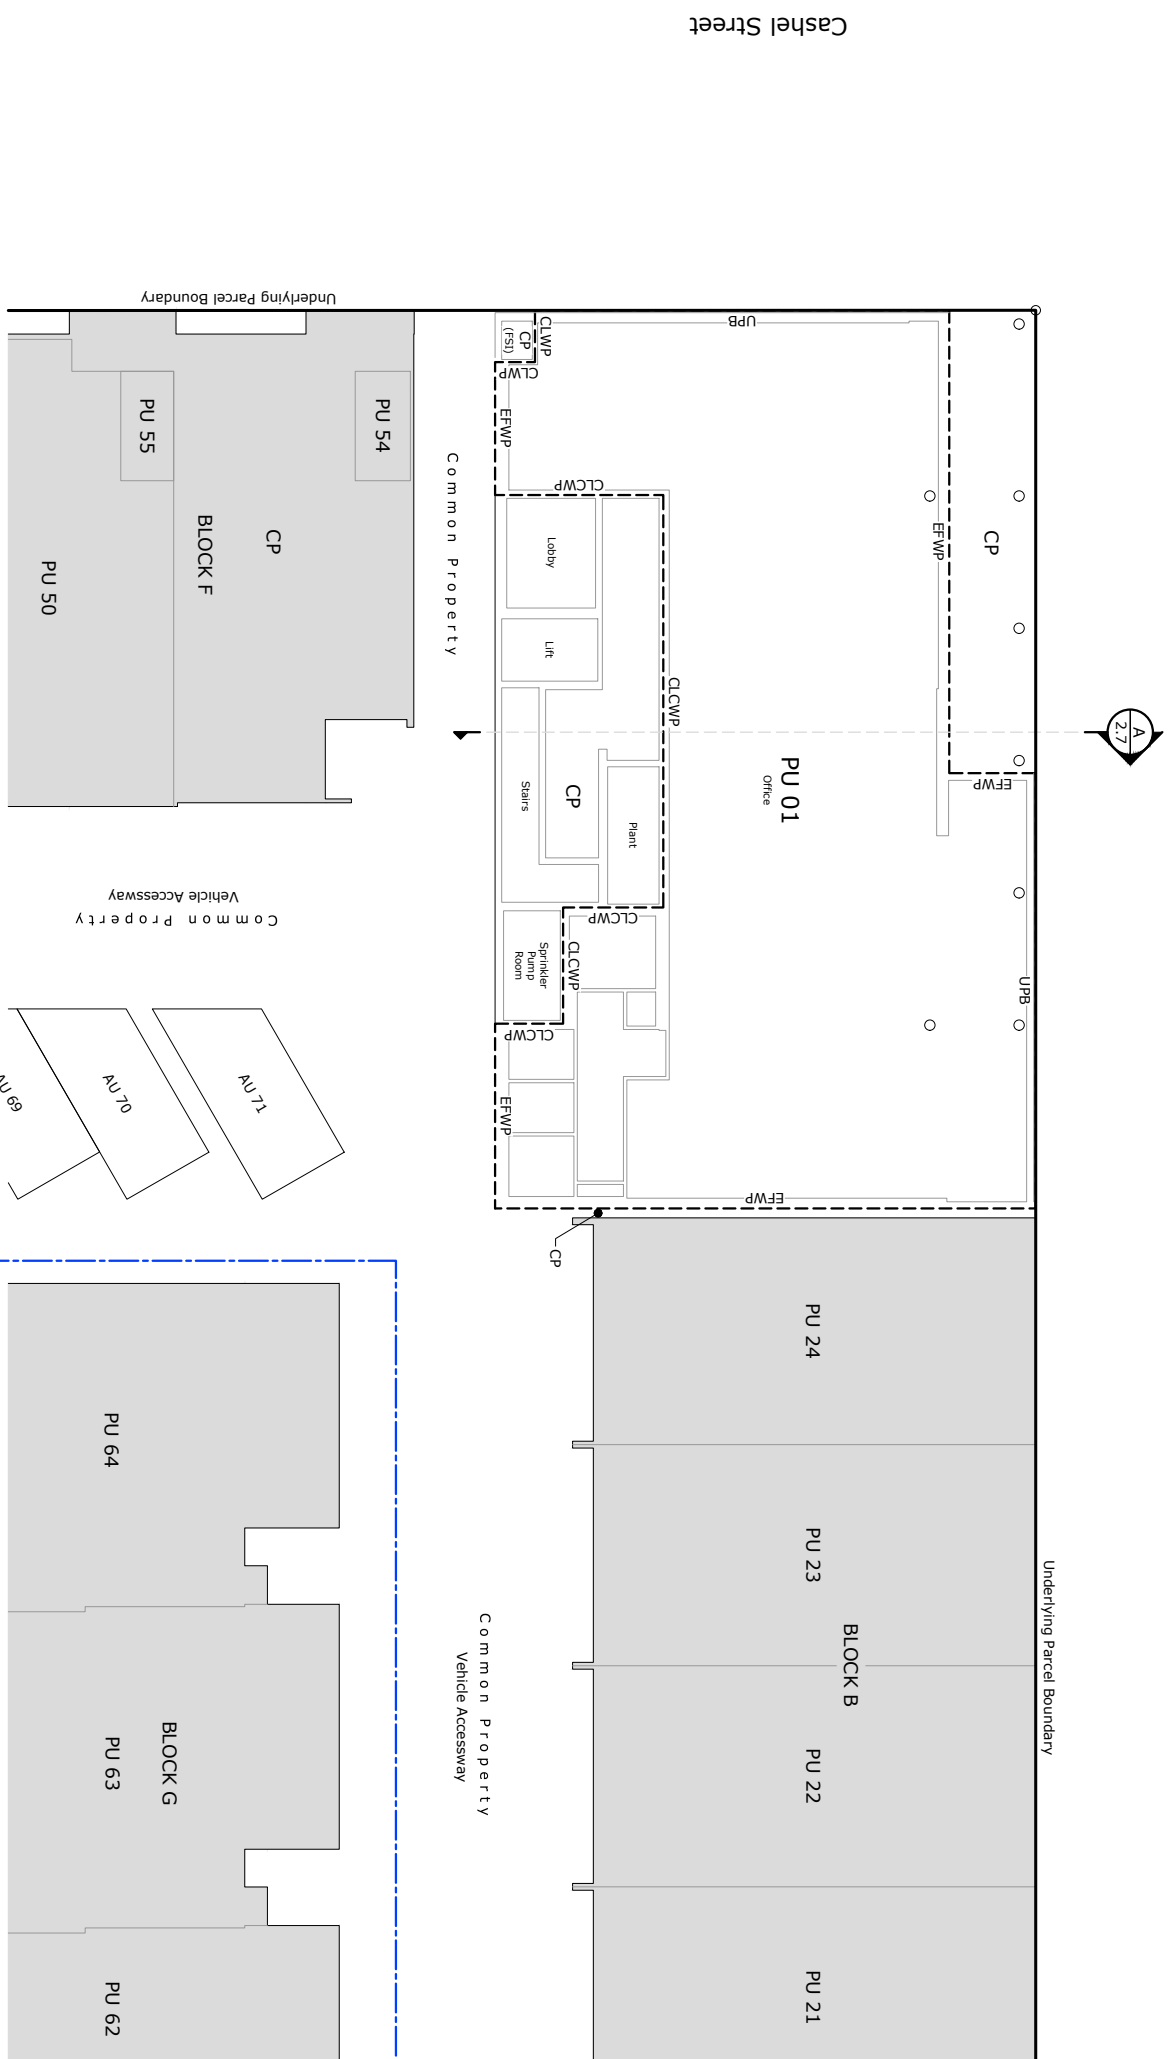 Cashel Street
Underlying Parcel Boundary
CP
(FSI)
CLWP
CLWP
UPB
EFWP
CLCWP
PU 55
PU 54
PU 50
BLOCK F
CP
Common Property
Lobby
Lift
Stairs
CP
Plant
CLCWP
PU 01
Office
EFWP
CP
A
2.7
EFWP
UPB
Vehicle Accessway
Common Property
CLCWP
CLCWP
Sprinkler
Pump
Room
CLCWP
EFWP
EFWP
CP
AU 69
AU 70
AU 71
PU 24
PU 23
BLOCK B
PU 22
PU 21
Underlying Parcel Boundary
Common Property
Vehicle Accessway
PU 64
BLOCK G
PU 63
PU 62